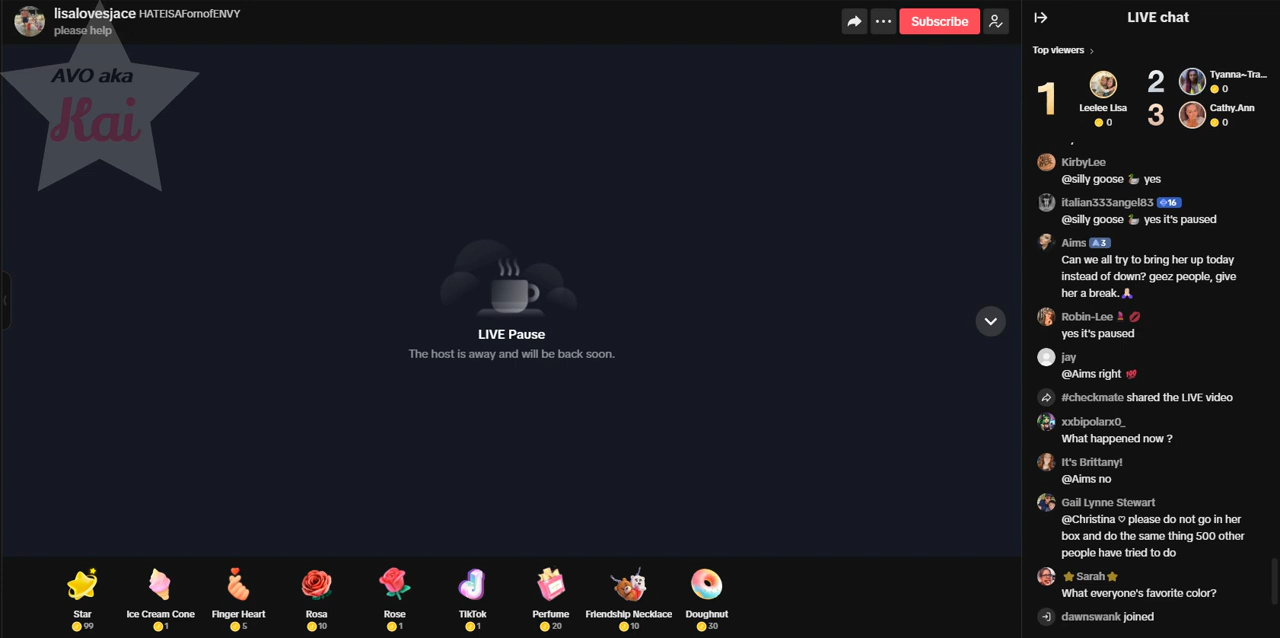 lisalovesjace HATEISAFornofENVY
please help
Subscribe
AVO aka
Kai
LIVE Pause
The host is away and will be back soon.
Star
99
Ice Cream Cone
1
Finger Heart
5
Rosa
10
Rose
1
TikTok
1
Perfume
20
Friendship Necklace
10
Doughnut
30
LIVE chat
Top viewers
1
Leelee Lisa
0
2
Tyanna~Tra...
0
3
Cathy.Ann
0
KirbyLee
@silly goose 🦢 yes
italian333angel83 16
@silly goose 🦢 yes it's paused
Aims 3
Can we all try to bring her up today
instead of down? geez people, give
her a break.🙏🏻
Robin-Lee 💄 💋
yes it's paused
jay
@Aims right 💯
#checkmate shared the LIVE video
xxbipolarx0_
What happened now ?
It's Brittany!
@Aims no
Gail Lynne Stewart
@Christina ♡ please do not go in her
box and do the same thing 500 other
people have tried to do
⭐Sarah⭐
What everyone's favorite color?
dawnswank joined